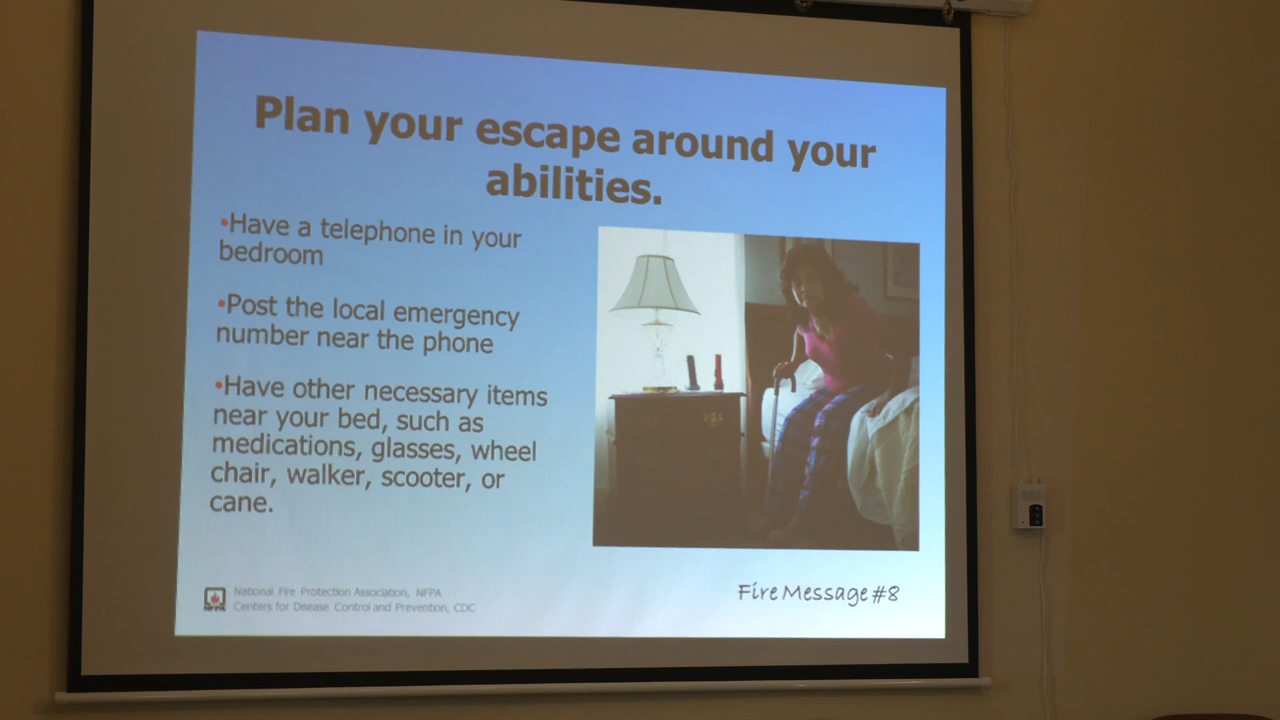 Plan your escape around your
abilities.
•Have a telephone in your
bedroom
•Post the local emergency
number near the phone
•Have other necessary items
near your bed, such as
medications, glasses, wheel
chair, walker, scooter, or
cane.
NFPA
National Fire Protection Association, NFPA
Centers for Disease Control and Prevention, CDC
Fire Message #8